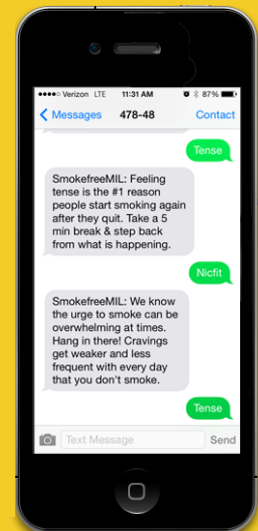 Verizon LTE 11:31 AM 87%
Messages 478-48 Contact
Tense
SmokefreeMIL: Feeling
tense is the #1 reason
people start smoking again
after they quit. Take a 5
min break & step back
from what is happening.
Nicfit
SmokefreeMIL: We know
the urge to smoke can be
overwhelming at times.
Hang in there! Cravings
get weaker and less
frequent with every day
that you don't smoke.
Tense
Text Message Send